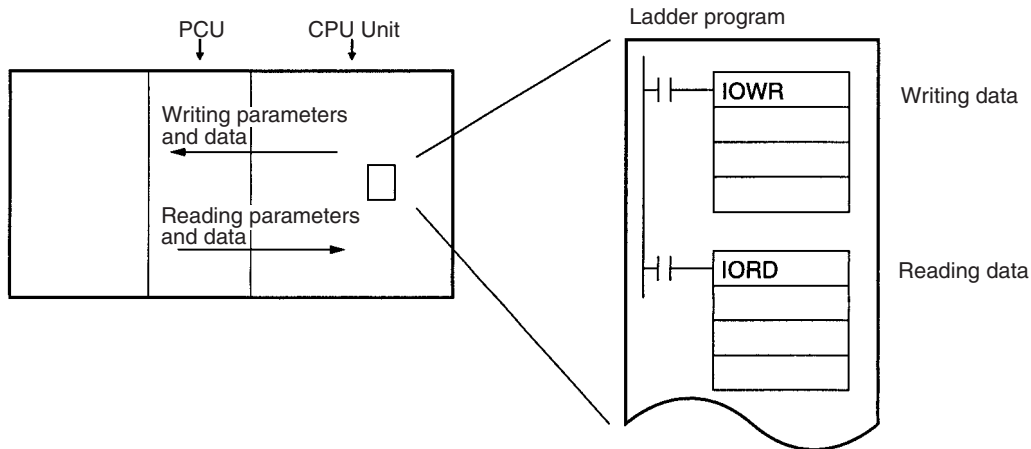 Ladder program
PCU
CPU Unit
Writing parameters
and data
Reading parameters
and data
IOWR
Writing data
IORD
Reading data